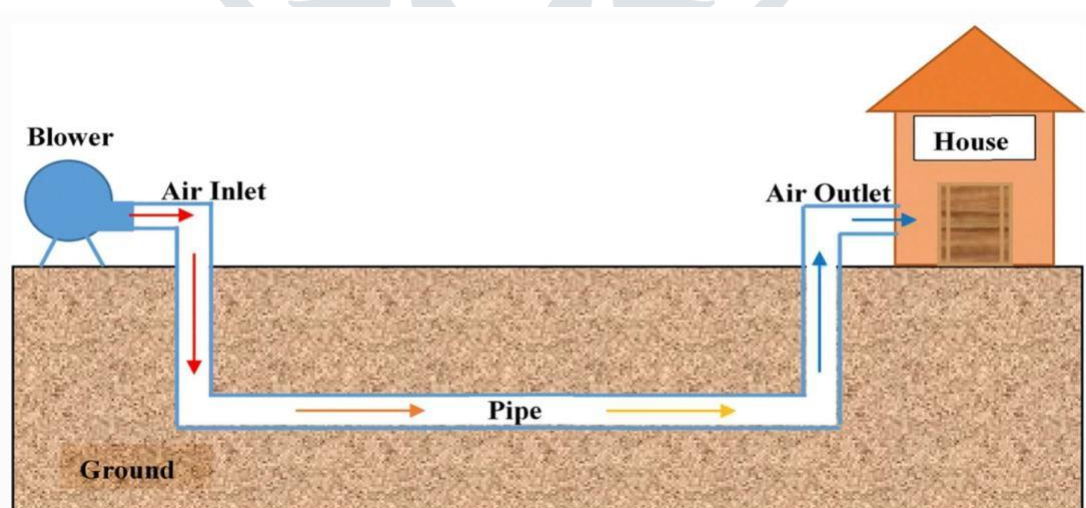 Blower
Air Inlet
House
Air Outlet
Pipe
Ground